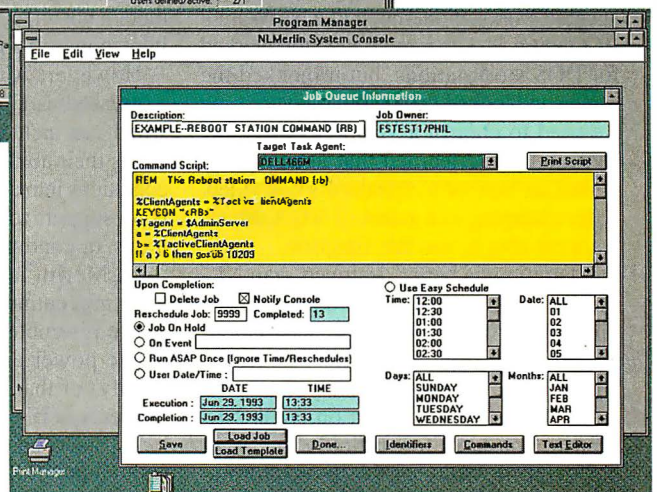 Users defined/active: 2/1
Program Manager
NLMerlin System Console
File Edit View Help
Job Queue Information
Description:
Job Owner:
EXAMPLE--REBOOT STATION COMMAND (RB)
FSTEST1/PHIL
Target Task Agent:
Command Script:
DELL466M
Print Script
REM The Reboot station OMMAND (rb)
%ClientAgents = %Tactive lientAgents
KEYCON "<RB>"
$Tagent = $AdminServer
a = %ClientAgents
b= %TactiveClientAgents
If a > b then gosub 10209
Upon Completion:
Delete Job Notify Console
Reschedule Job: 9999 Completed: 13
Job On Hold
On Event
Run ASAP Once (Ignore Time/Reschedules)
User Date/Time :
DATE TIME
Execution : Jun 29, 1993 13:33
Completion : Jun 29, 1993 13:33
Use Easy Schedule
Time: 12:00
12:30
01:00
01:30
02:00
02:30
Date: ALL
01
02
03
04
05
Days: ALL
SUNDAY
MONDAY
TUESDAY
WEDNESDAY
Months: ALL
JAN
FEB
MAR
APR
Save
Load Job
Load Template
Done...
Identifiers
Commands
Text Editor
Print Manager